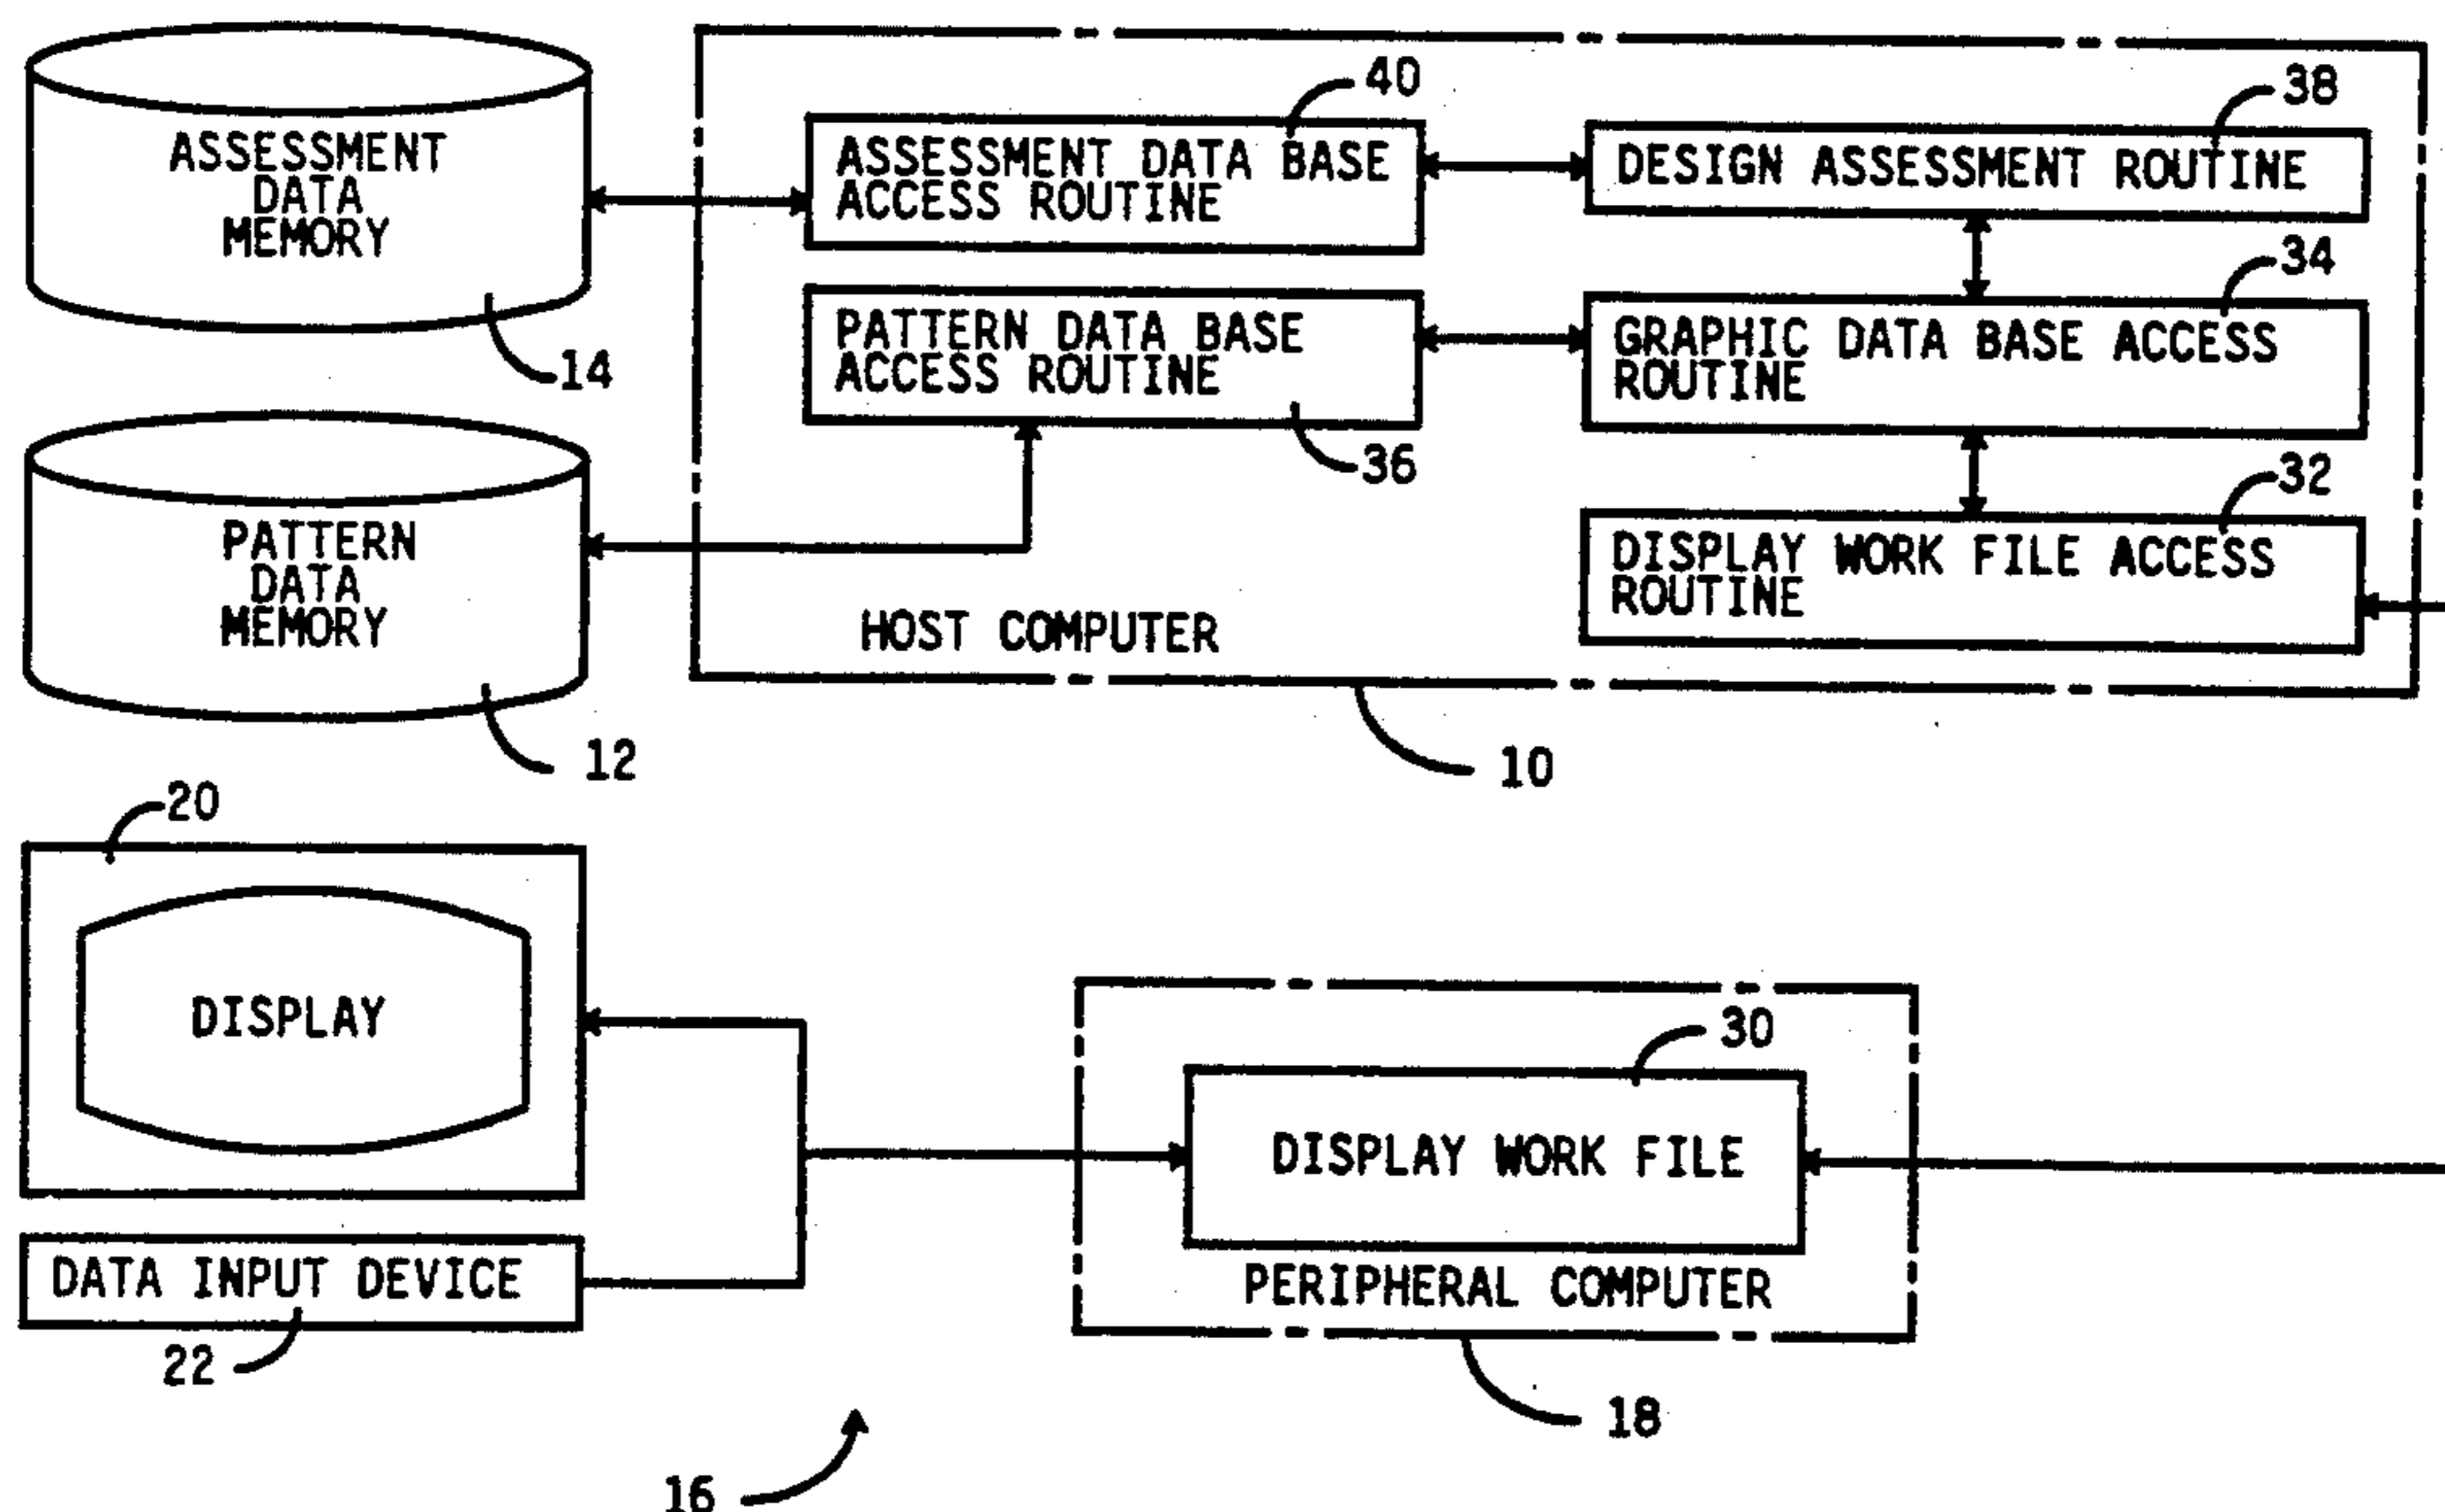 40
38
ASSESSMENT
DATA
MEMORY
ASSESSMENT DATA BASE
ACCESS ROUTINE
DESIGN ASSESSMENT ROUTINE
34
14
PATTERN DATA BASE
ACCESS ROUTINE
GRAPHIC DATA BASE ACCESS
ROUTINE
36
32
PATTERN
DATA
MEMORY
DISPLAY WORK FILE ACCESS
ROUTINE
HOST COMPUTER
12
10
20
DISPLAY
30
DISPLAY WORK FILE
DATA INPUT DEVICE
PERIPHERAL COMPUTER
22
18
16